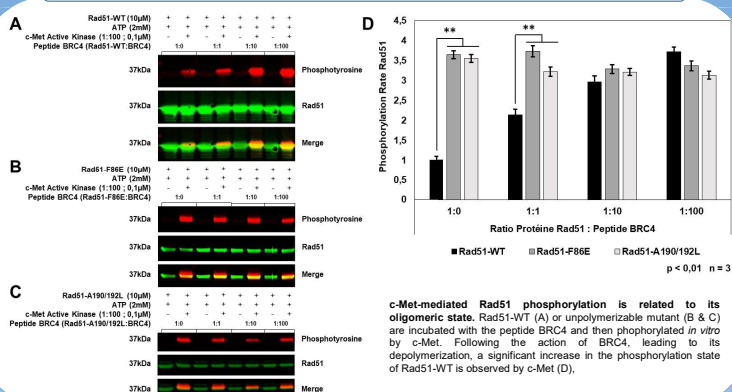 A
Rad51-WT (10µM) + + + + + + + +
ATP (2mM) + + + + + + + +
c-Met Active Kinase (1:100 ; 0,1µM) - + - + - + - +
Peptide BRC4 (Rad51-WT:BRC4) 1:0 1:1 1:10 1:100
37kDa Phosphotyrosine
37kDa Rad51
37kDa Merge
B
Rad51-F86E (10µM) + + + + + + + +
ATP (2mM) + + + + + + + +
c-Met Active Kinase (1:100 ; 0,1µM) - + - + - + - +
Peptide BRC4 (Rad51-F86E:BRC4) 1:0 1:1 1:10 1:100
37kDa Phosphotyrosine
37kDa Rad51
37kDa Merge
C
Rad51-A190/192L (10µM) + + + + + + + +
ATP (2mM) + + + + + + + +
c-Met Active Kinase (1:100 ; 0,1µM) - + - + - + - +
Peptide BRC4 (Rad51-A190/192L:BRC4) 1:0 1:1 1:10 1:100
37kDa Phosphotyrosine
37kDa Rad51
37kDa Merge
D
Phosphorylation Rate Rad51
4,5
4
3,5
3
2,5
2
1,5
1
0,5
0
** **
1:0 1:1 1:10 1:100
Ratio Protéine Rad51 : Peptide BRC4
Rad51-WT Rad51-F86E Rad51-A190/192L
p < 0,01 n = 3
c-Met-mediated Rad51 phosphorylation is related to its
oligomeric state. Rad51-WT (A) or unpolymerizable mutant (B & C)
are incubated with the peptide BRC4 and then phophorylated in vitro
by c-Met. Following the action of BRC4, leading to its
depolymerization, a significant increase in the phosphorylation state
of Rad51-WT is observed by c-Met (D),